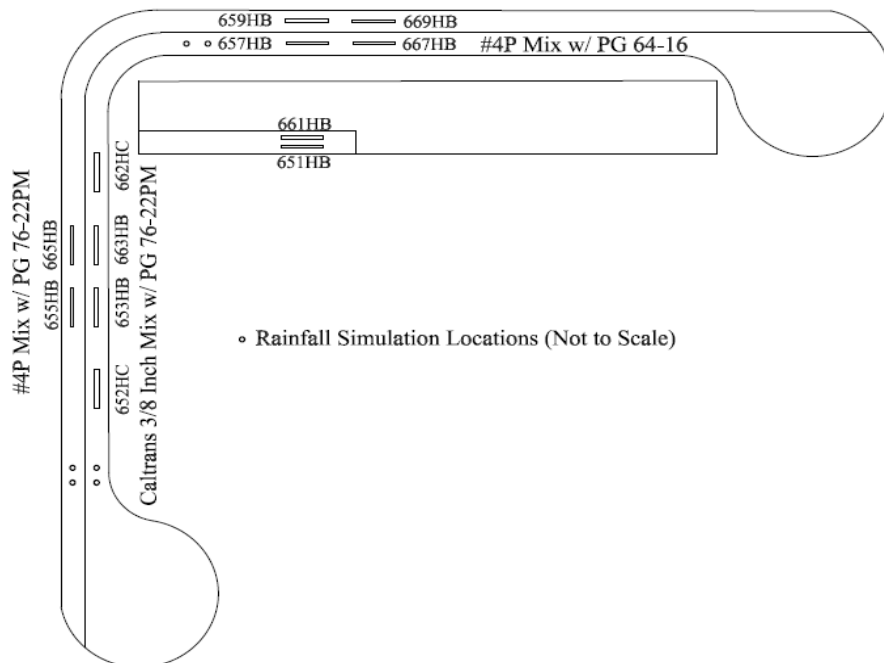 659HB
669HB
657HB
667HB
#4P Mix w/ PG 64-16
661HB
651HB
662HC
#4P Mix w/ PG 76-22PM
665HB
663HB
Caltrans 3/8 Inch Mix w/ PG 76-22PM
655HB
653HB
Rainfall Simulation Locations (Not to Scale)
652HC